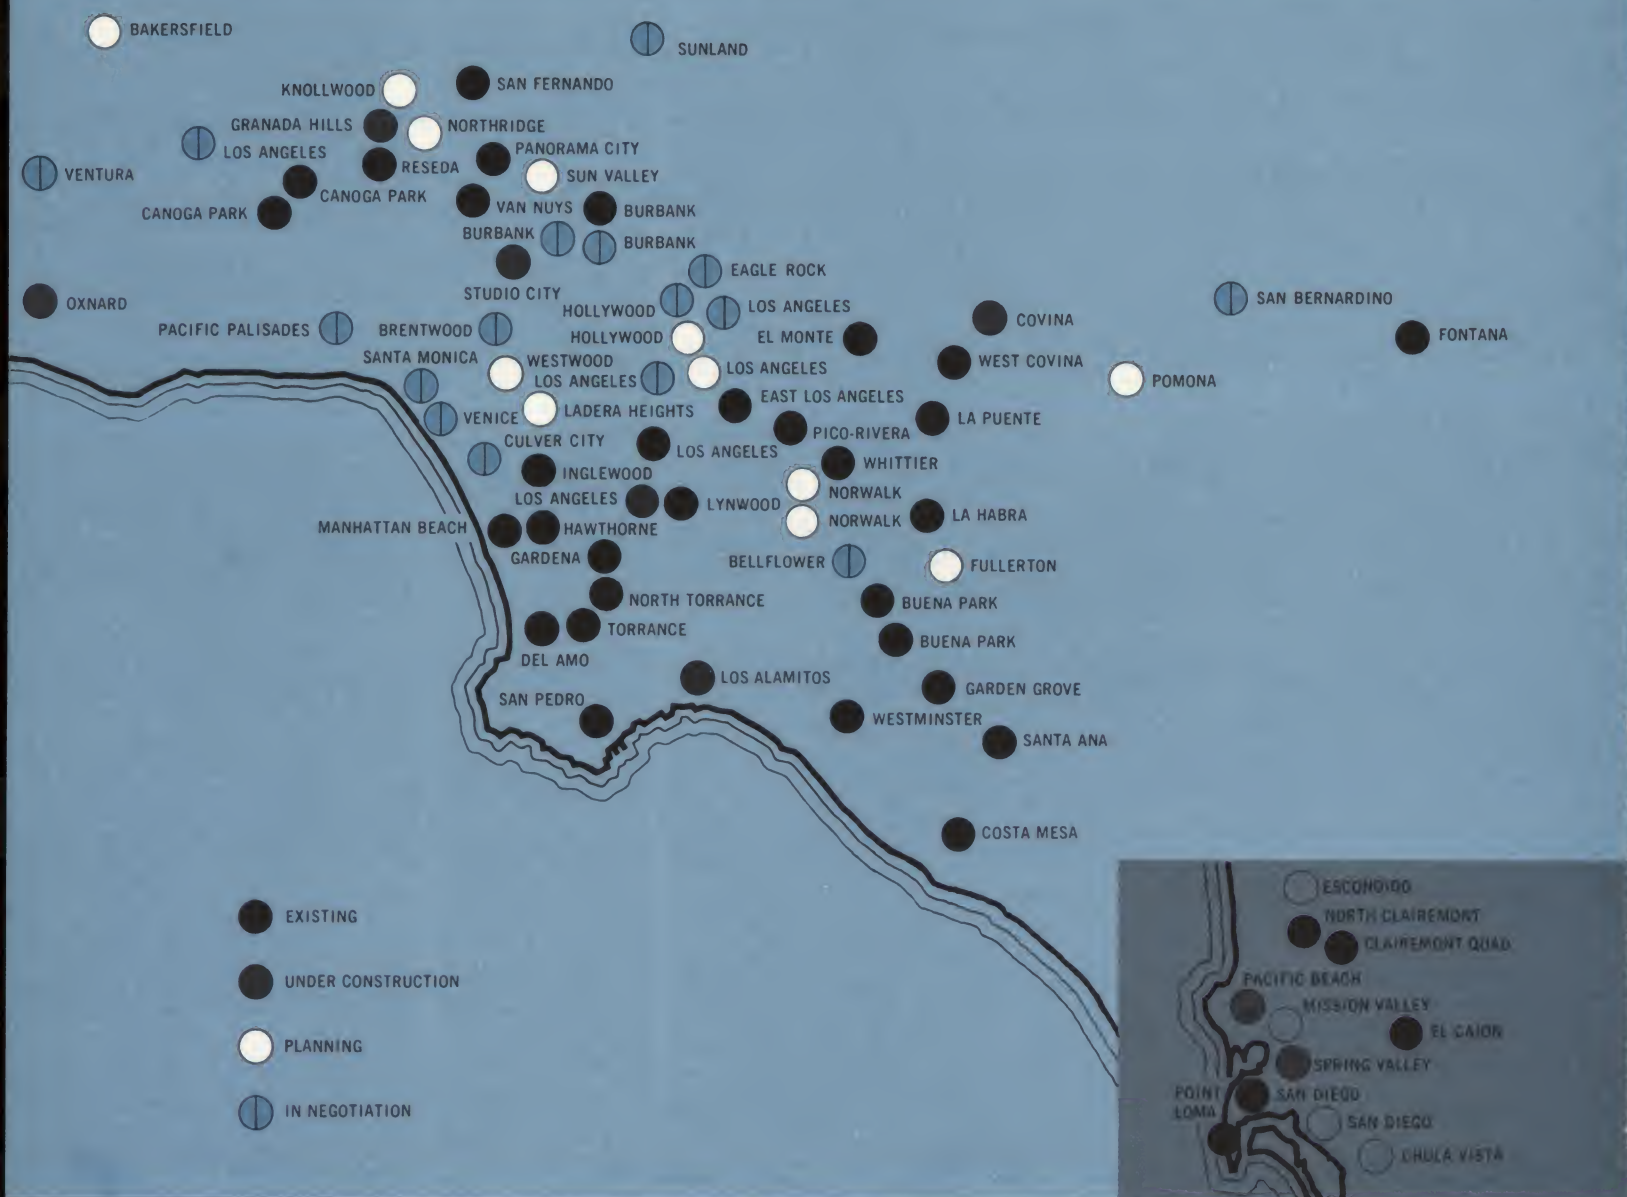 BAKERSFIELD
SUNLAND
KNOLLWOOD
SAN FERNANDO
GRANADA HILLS
NORTHRIDGE
LOS ANGELES
PANORAMA CITY
RESEDA
VENTURA
SUN VALLEY
CANOGA PARK
CANOGA PARK
VAN NUYS
BURBANK
BURBANK
BURBANK
EAGLE ROCK
STUDIO CITY
OXNARD
HOLLYWOOD
LOS ANGELES
SAN BERNARDINO
PACIFIC PALISADES
BRENTWOOD
HOLLYWOOD
EL MONTE
COVINA
FONTANA
SANTA MONICA
WESTWOOD
LOS ANGELES
LOS ANGELES
WEST COVINA
POMONA
EAST LOS ANGELES
VENICE
LADERA HEIGHTS
LA PUENTE
CULVER CITY
PICO-RIVERA
LOS ANGELES
WHITTIER
INGLEWOOD
LOS ANGELES
LYNWOOD
NORWALK
MANHATTAN BEACH
HAWTHORNE
NORWALK
LA HABRA
GARDENA
BELLFLOWER
FULLERTON
NORTH TORRANCE
BUENA PARK
TORRANCE
BUENA PARK
DEL AMO
LOS ALAMITOS
SAN PEDRO
GARDEN GROVE
WESTMINSTER
SANTA ANA
COSTA MESA
EXISTING
UNDER CONSTRUCTION
PLANNING
IN NEGOTIATION
ESCONDIDO
NORTH CLAIREMONT
CLAIREMONT QUAD
PACIFIC BEACH
MISSION VALLEY
EL CAJON
SPRING VALLEY
POINT
LOMA
SAN DIEGO
SAN DIEGO
CHULA VISTA